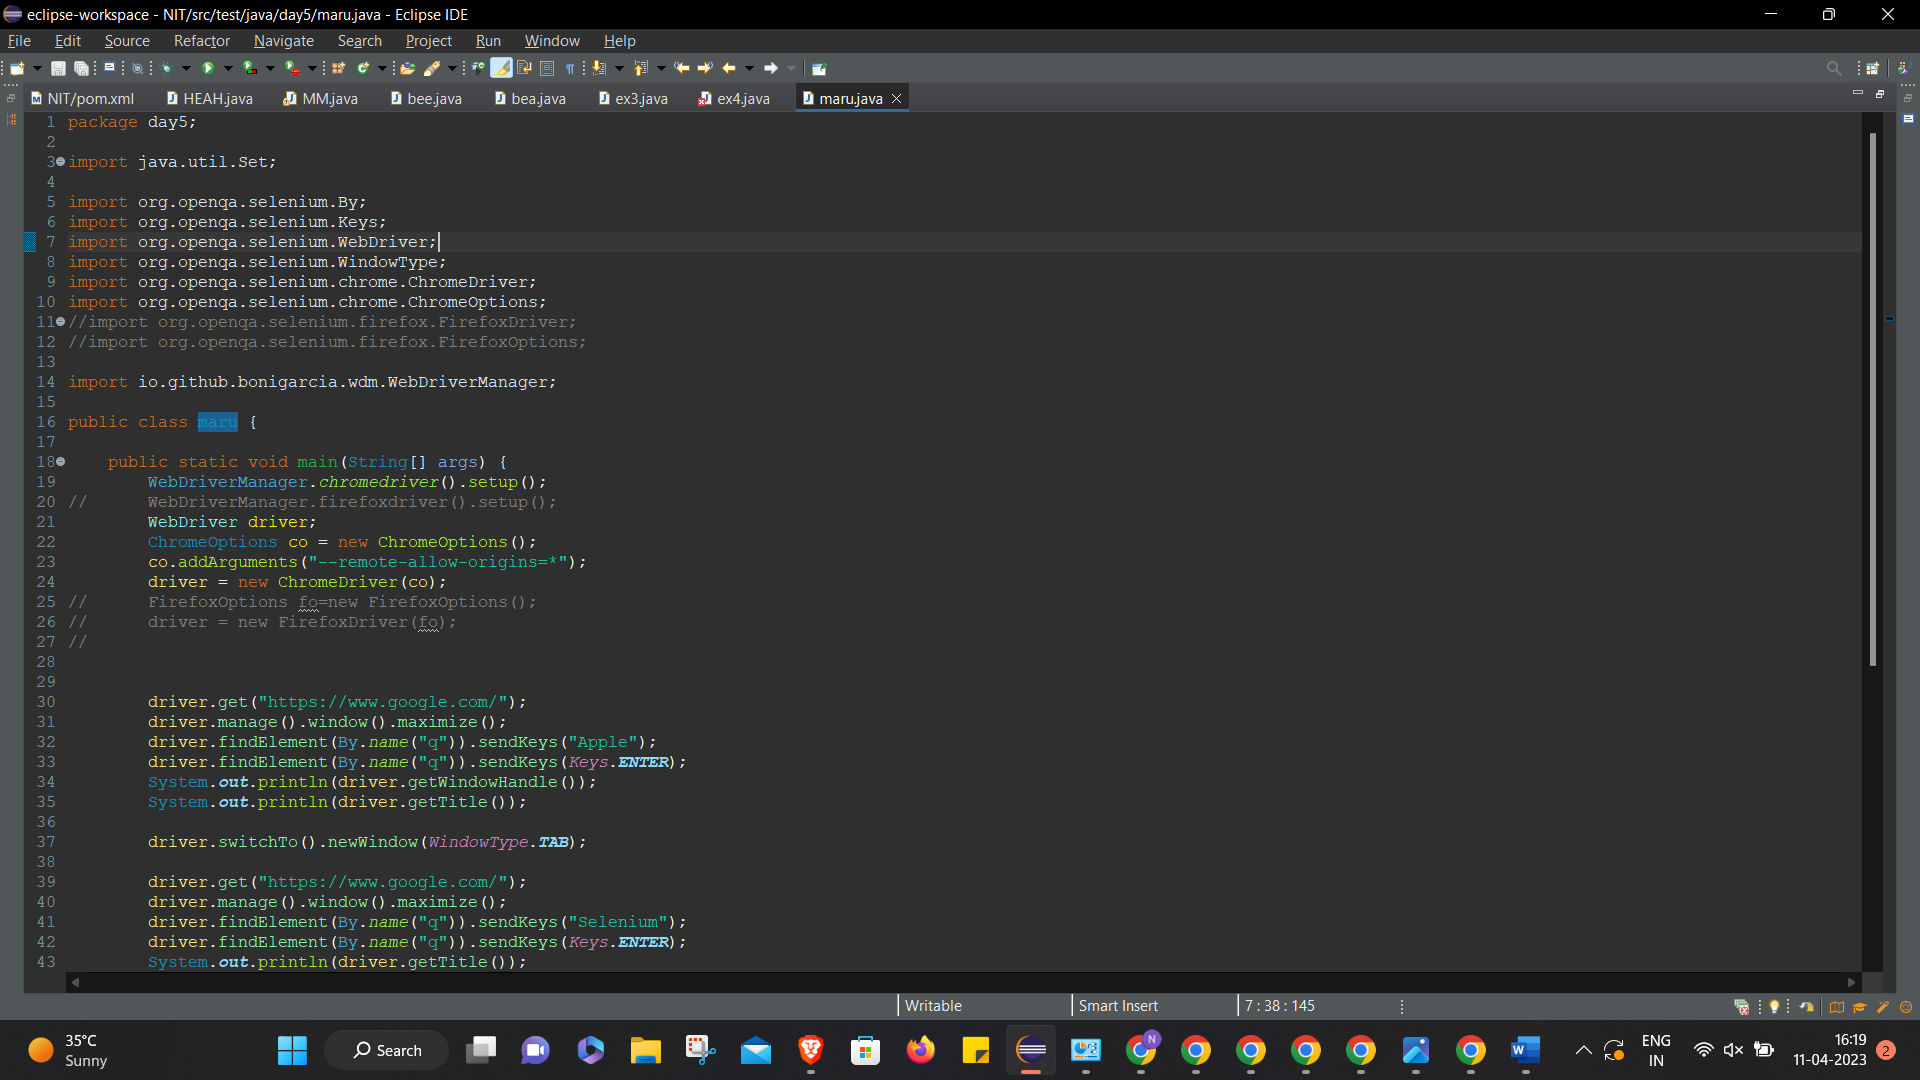 eclipse-workspace - NIT/src/test/java/day5/maru.java - Eclipse IDE
File Edit Source Refactor Navigate Search Project Run Window Help
NIT/pom.xml HEAH.java MM.java bee.java bea.java ex3.java ex4.java maru.java
1 package day5;
2
3 import java.util.Set;
4
5 import org.openqa.selenium.By;
6 import org.openqa.selenium.Keys;
7 import org.openqa.selenium.WebDriver;
8 import org.openqa.selenium.WindowType;
9 import org.openqa.selenium.chrome.ChromeDriver;
10 import org.openqa.selenium.chrome.ChromeOptions;
11 //import org.openqa.selenium.firefox.FirefoxDriver;
12 //import org.openqa.selenium.firefox.FirefoxOptions;
13
14 import io.github.bonigarcia.wdm.WebDriverManager;
15
16 public class maru {
17
18 public static void main(String[] args) {
19 WebDriverManager.chromedriver().setup();
20 // WebDriverManager.firefoxdriver().setup();
21 WebDriver driver;
22 ChromeOptions co = new ChromeOptions();
23 co.addArguments("--remote-allow-origins=*");
24 driver = new ChromeDriver(co);
25 // FirefoxOptions fo=new FirefoxOptions();
26 // driver = new FirefoxDriver(fo);
27 //
28
29
30 driver.get("https://www.google.com/");
31 driver.manage().window().maximize();
32 driver.findElement(By.name("q")).sendKeys("Apple");
33 driver.findElement(By.name("q")).sendKeys(Keys.ENTER);
34 System.out.println(driver.getWindowHandle());
35 System.out.println(driver.getTitle());
36
37 driver.switchTo().newWindow(WindowType.TAB);
38
39 driver.get("https://www.google.com/");
40 driver.manage().window().maximize();
41 driver.findElement(By.name("q")).sendKeys("Selenium");
42 driver.findElement(By.name("q")).sendKeys(Keys.ENTER);
43 System.out.println(driver.getTitle());
Writable Smart Insert 7 : 38 : 145
35°C
Sunny
Search
N
W
ENG
IN
16:19
11-04-2023
2